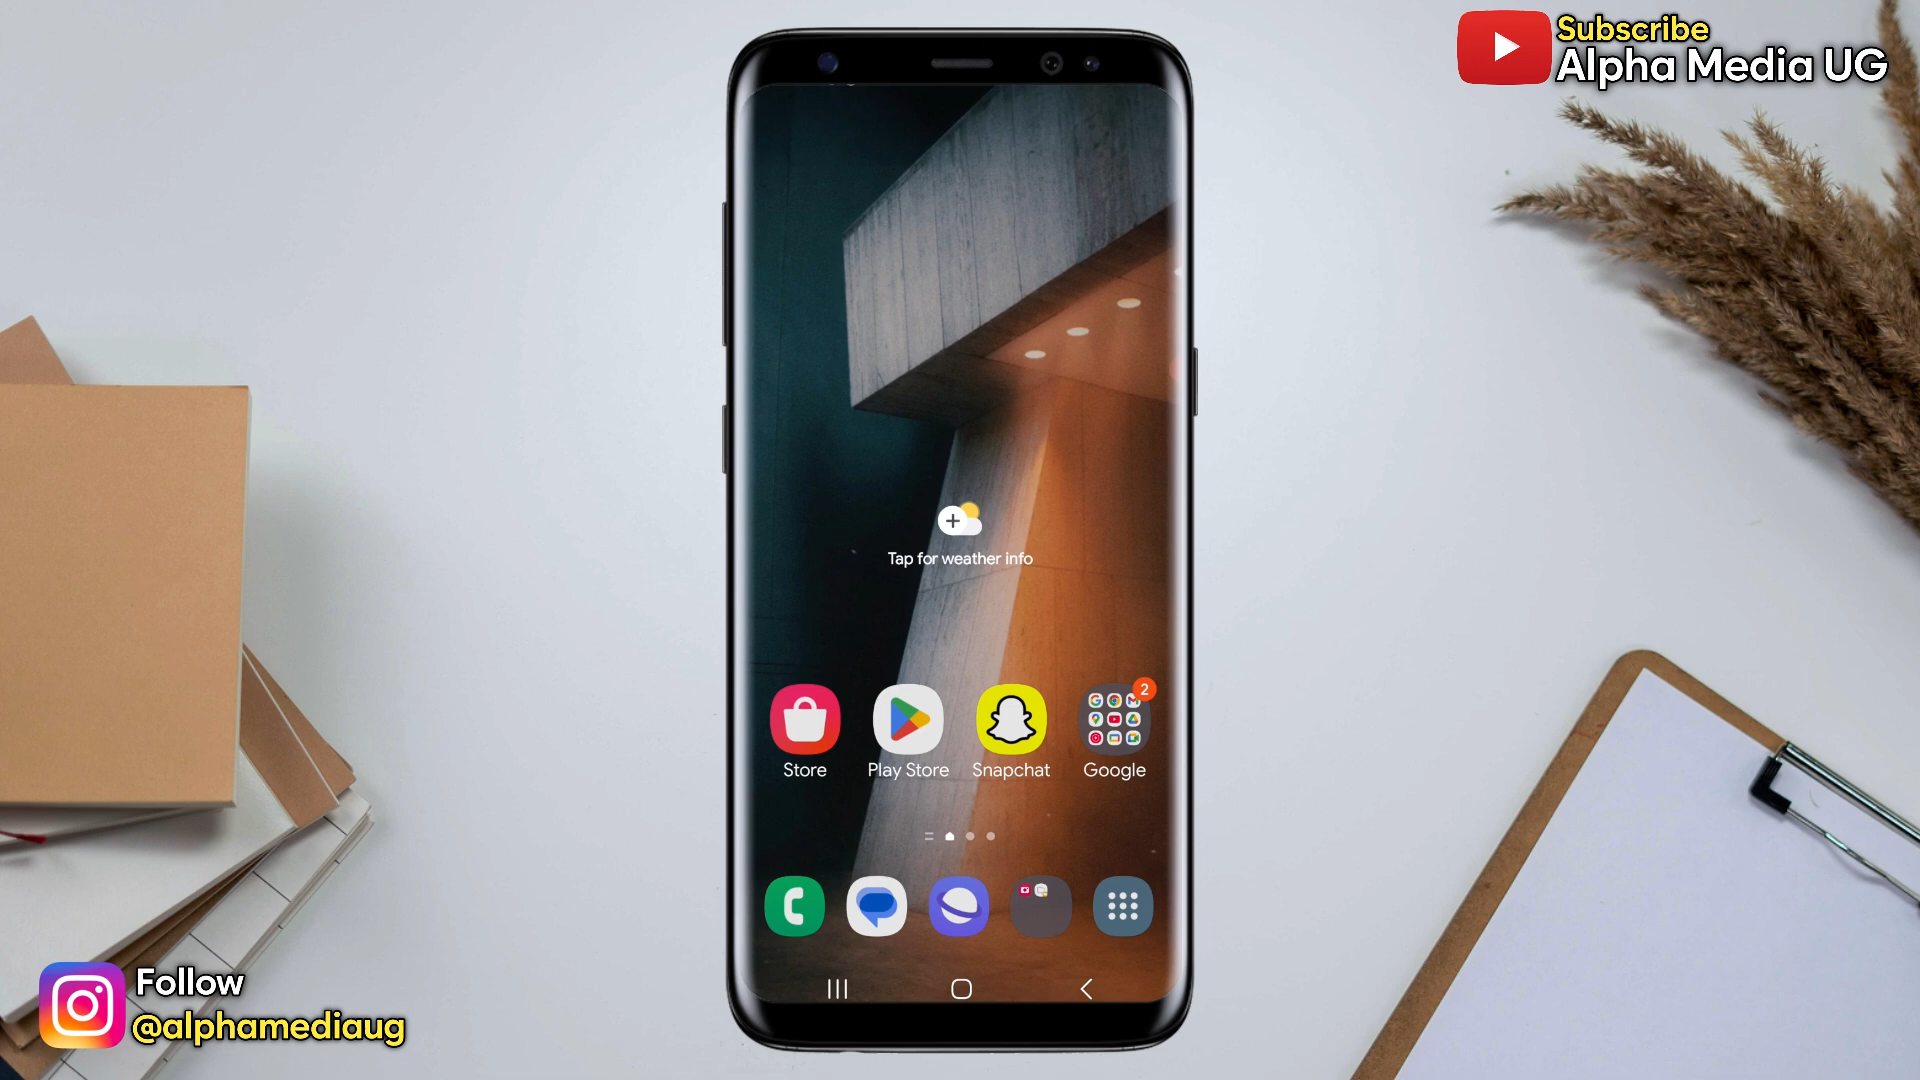 Subscribe
Alpha Media UG
Tap for weather info
2
Store
Play Store
Snapchat
Google
Follow
@alphamediaug